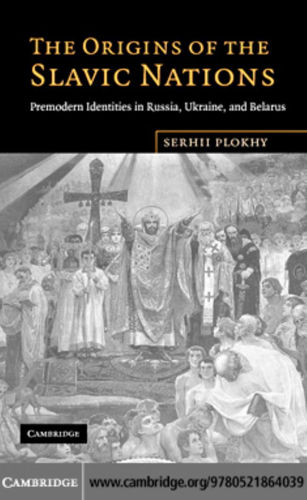 THE ORIGINS OF THE
SLAVIC NATIONS
Premodern Identities in Russia, Ukraine, and Belarus
SERHII PLOKHY
CAMBRIDGE
CAMBRIDGE www.cambridge.org/9780521864039